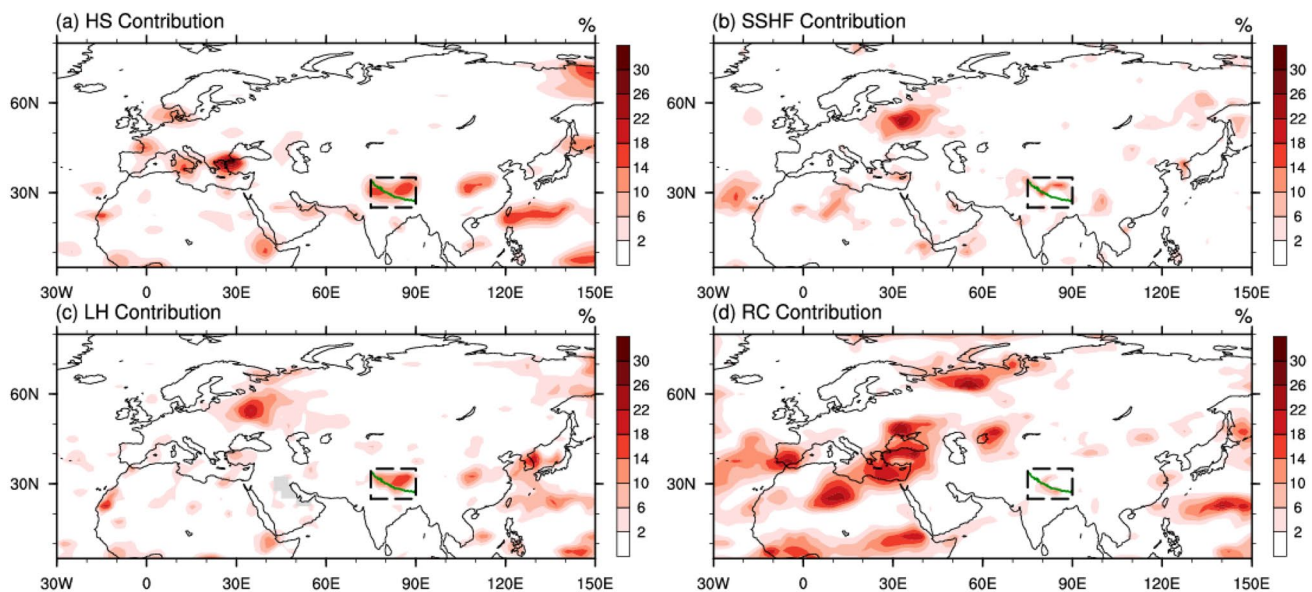 (a) HS Contribution %
60N
30N
30W 0 30E 60E 90E 120E 150E
30
26
22
18
14
10
6
2
(b) SSHF Contribution %
60N
30N
30W 0 30E 60E 90E 120E 150E
30
26
22
18
14
10
6
2
(c) LH Contribution %
60N
30N
30W 0 30E 60E 90E 120E 150E
30
26
22
18
14
10
6
2
(d) RC Contribution %
60N
30N
30W 0 30E 60E 90E 120E 150E
30
26
22
18
14
10
6
2